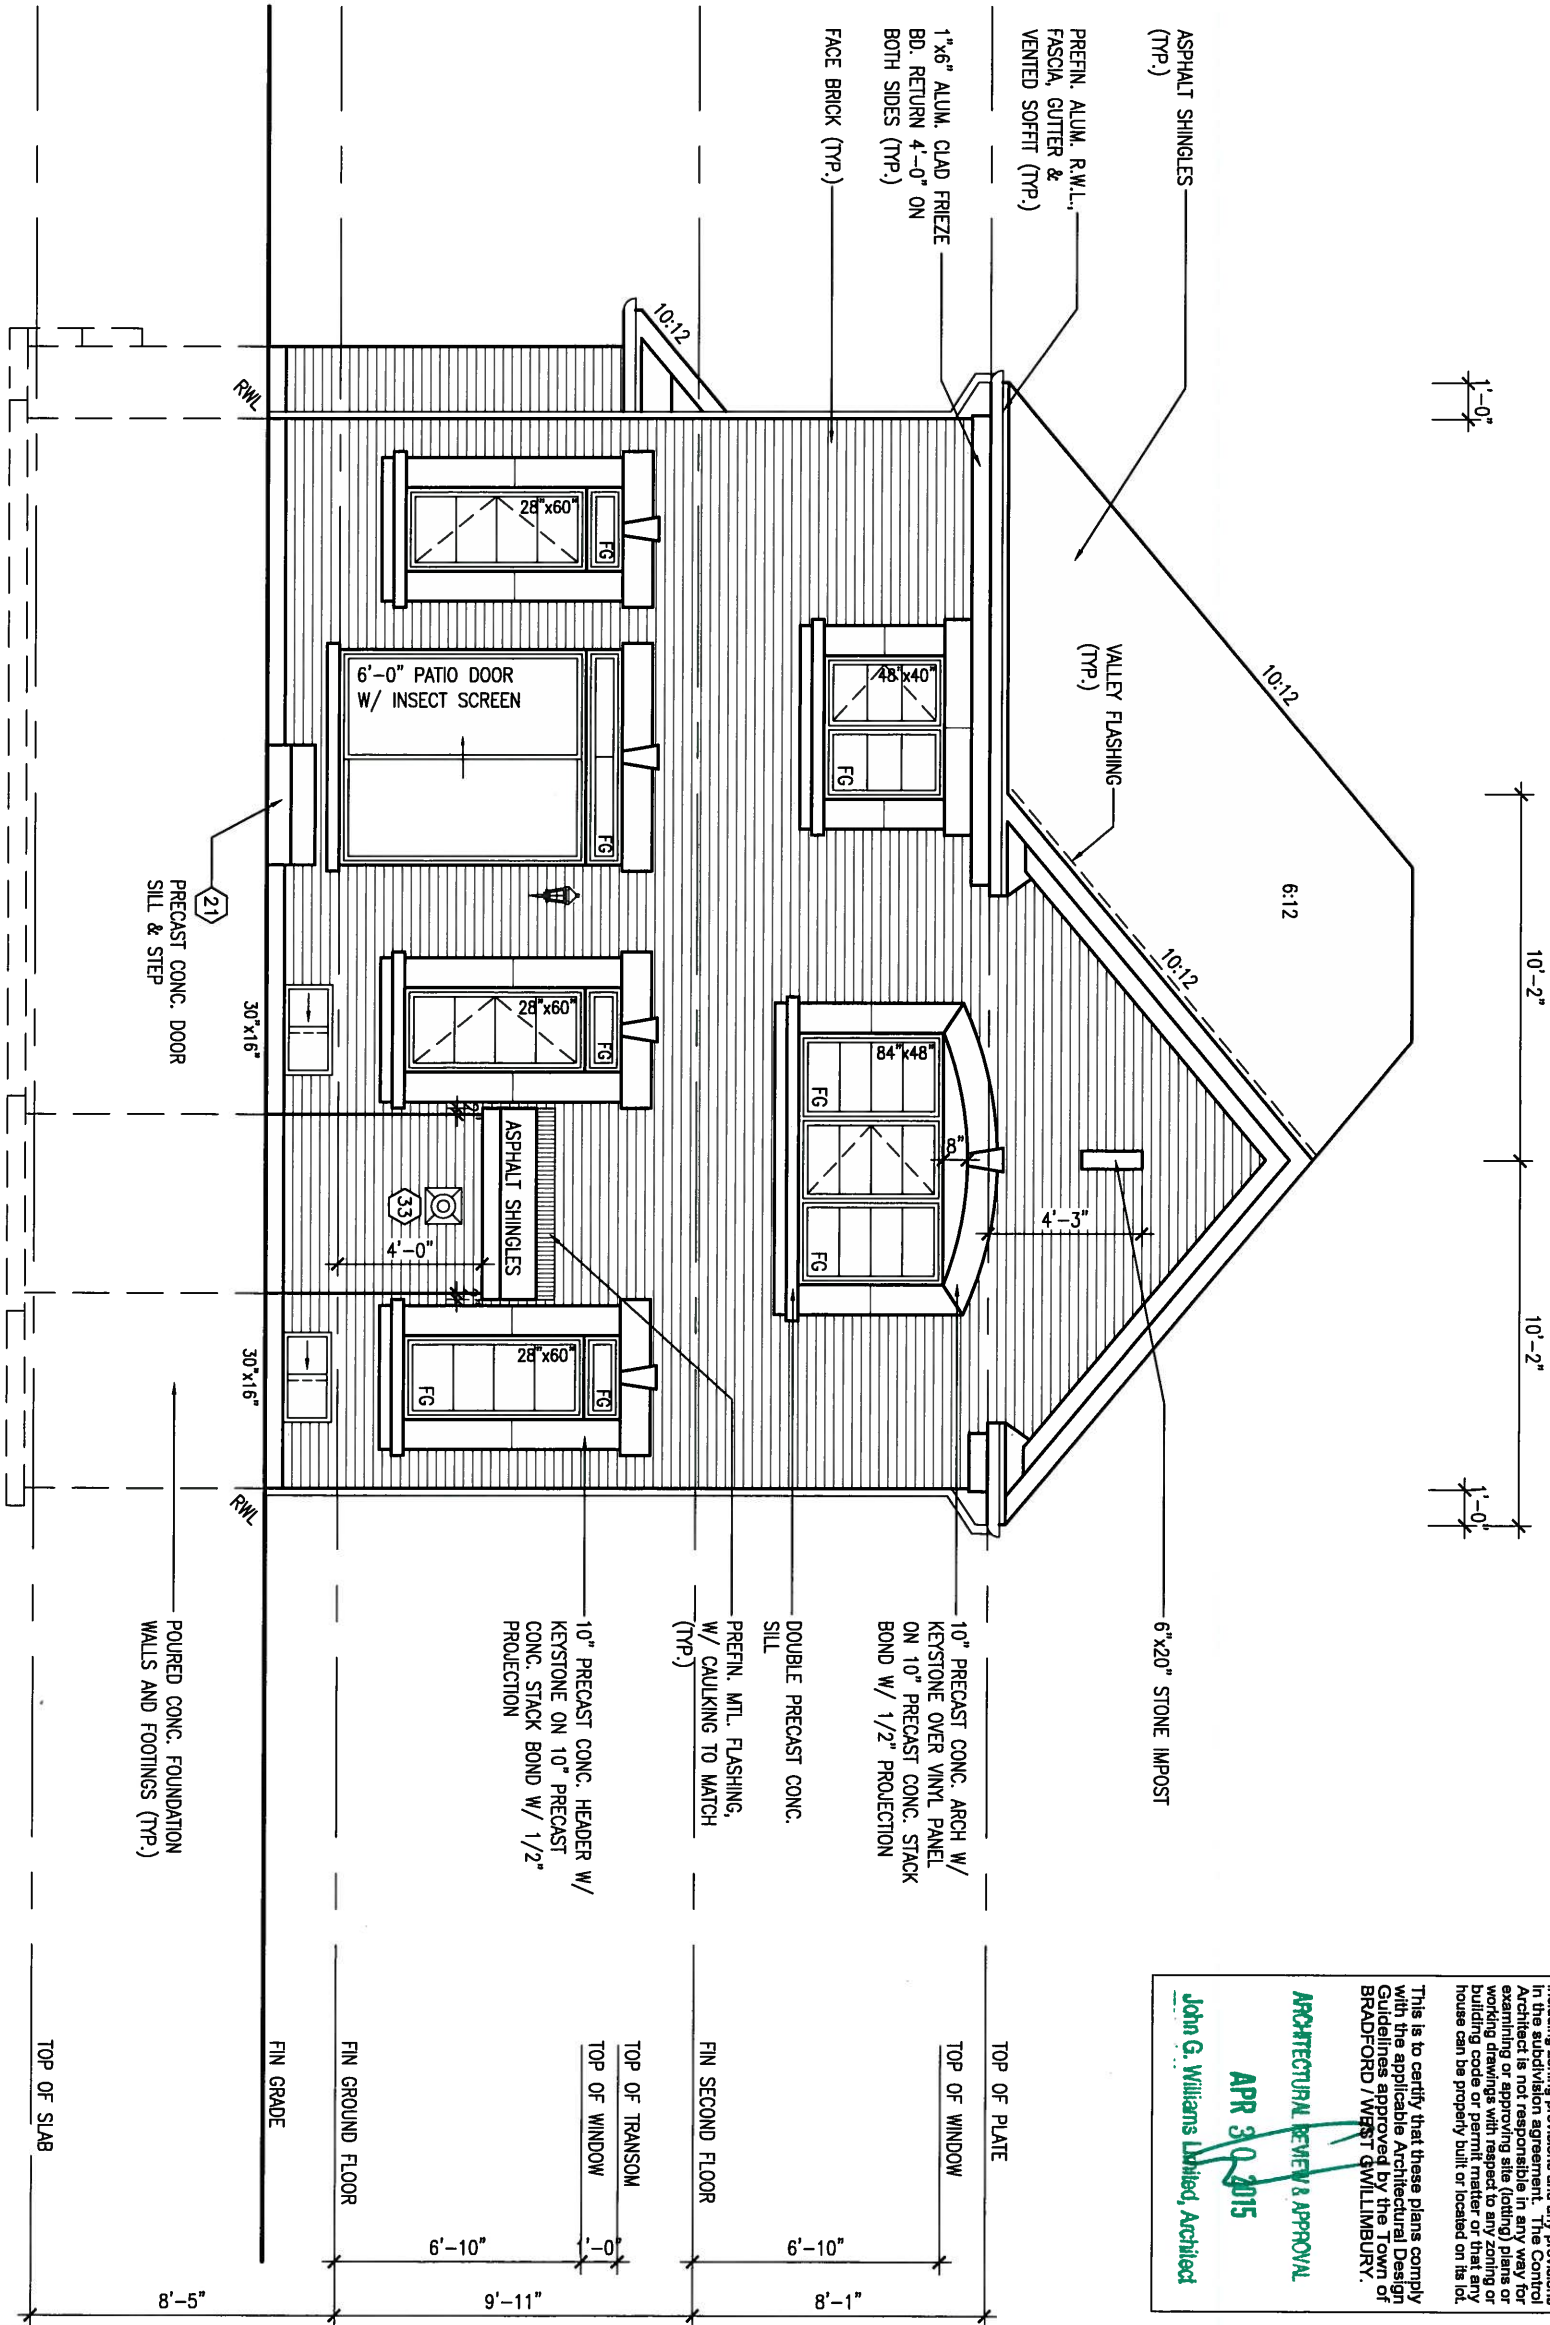 ASPHALT SHINGLES
(TYP.)
PREFIN. ALUM. R.W.L.,
FASCIA, GUTTER &
VENTED SOFFIT (TYP.)
1"x6" ALUM. CLAD FRIEZE
BD. RETURN 4'-0" ON
BOTH SIDES (TYP.)
FACE BRICK (TYP.)
1'-0"
10'-2"
10'-2"
1'-0"
10:12
6:12
VALLEY FLASHING
(TYP.)
10:12
10:12
4'-3"
6"x20" STONE IMPOST
48"x40"
FG
84"x48"
FG
FG
8"
10" PRECAST CONC. ARCH W/
KEYSTONE OVER VINYL PANEL
ON 10" PRECAST CONC. STACK
BOND W/ 1/2" PROJECTION
DOUBLE PRECAST CONC.
SILL
PREFIN. MTL. FLASHING,
W/ CAULKING TO MATCH
(TYP.)
10" PRECAST CONC. HEADER W/
KEYSTONE ON 10" PRECAST
CONC. STACK BOND W/ 1/2"
PROJECTION
28"x60"
FG
6'-0" PATIO DOOR
W/ INSECT SCREEN
FG
28"x60"
FG
ASPHALT SHINGLES
2"
2"
33
4'-0"
28"x60"
FG
FG
RWL
21
PRECAST CONC. DOOR
SILL & STEP
30"x16"
30"x16"
RWL
POURED CONC. FOUNDATION
WALLS AND FOOTINGS (TYP.)
TOP OF PLATE
TOP OF WINDOW
FIN SECOND FLOOR
TOP OF TRANSOM
TOP OF WINDOW
FIN GROUND FLOOR
FIN GRADE
TOP OF SLAB
6'-10"
1'-0"
6'-10"
8'-1"
9'-11"
8'-5"
in the subdivision agreement. The Control
Architect is not responsible in any way for
examining or approving site (lotting) plans or
working drawings with respect to any zoning or
building code or permit matter or that any
house can be properly built or located on its lot.
This is to certify that these plans comply
with the applicable Architectural Design
Guidelines approved by the Town of
BRADFORD / WEST GWILLIMBURY.
ARCHITECTURAL REVIEW & APPROVAL
APR 30 2015
John G. Williams Limited, Architect